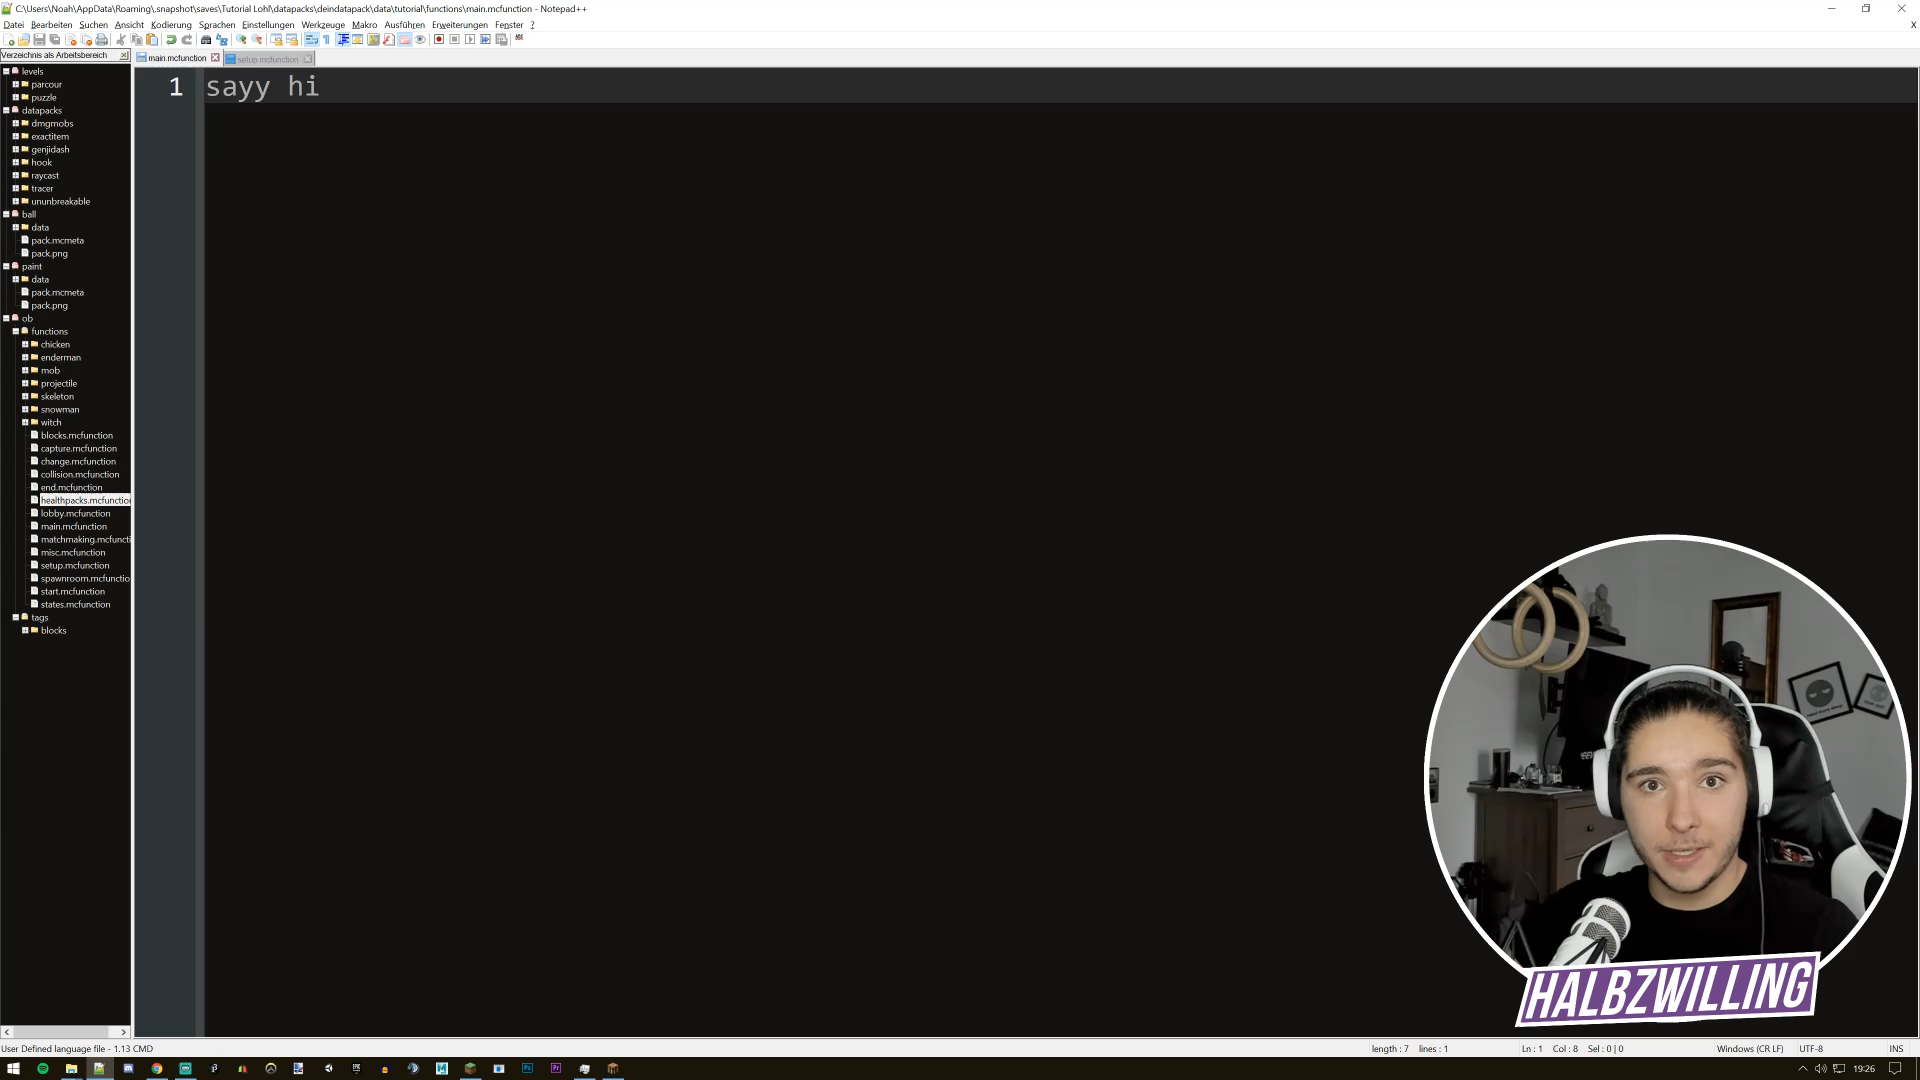 C:\Users\Noah\AppData\Roaming\.snapshot\saves\Tutorial Lohl\datapacks\deindatapack\data\tutorial\functions\main.mcfunction - Notepad++
Datei Bearbeiten Suchen Ansicht Kodierung Sprachen Einstellungen Werkzeuge Makro Ausführen Erweiterungen Fenster ?
X
Verzeichnis als Arbeitsbereich
main.mcfunction
setup.mcfunction
levels
parcour
puzzle
datapacks
dmgmobs
exactitem
genjidash
hook
raycast
tracer
ununbreakable
ball
data
pack.mcmeta
pack.png
paint
data
pack.mcmeta
pack.png
ob
functions
chicken
enderman
mob
projectile
skeleton
snowman
witch
blocks.mcfunction
capture.mcfunction
change.mcfunction
collision.mcfunction
end.mcfunction
healthpacks.mcfunction
lobby.mcfunction
main.mcfunction
matchmaking.mcfuncti
misc.mcfunction
setup.mcfunction
spawnroom.mcfunctio
start.mcfunction
states.mcfunction
tags
blocks
1 sayy hi
HALBZWILLING
User Defined language file - 1.13 CMD
length : 7 lines : 1
Ln : 1 Col : 8 Sel : 0 | 0
Windows (CR LF)
UTF-8
INS
19:26